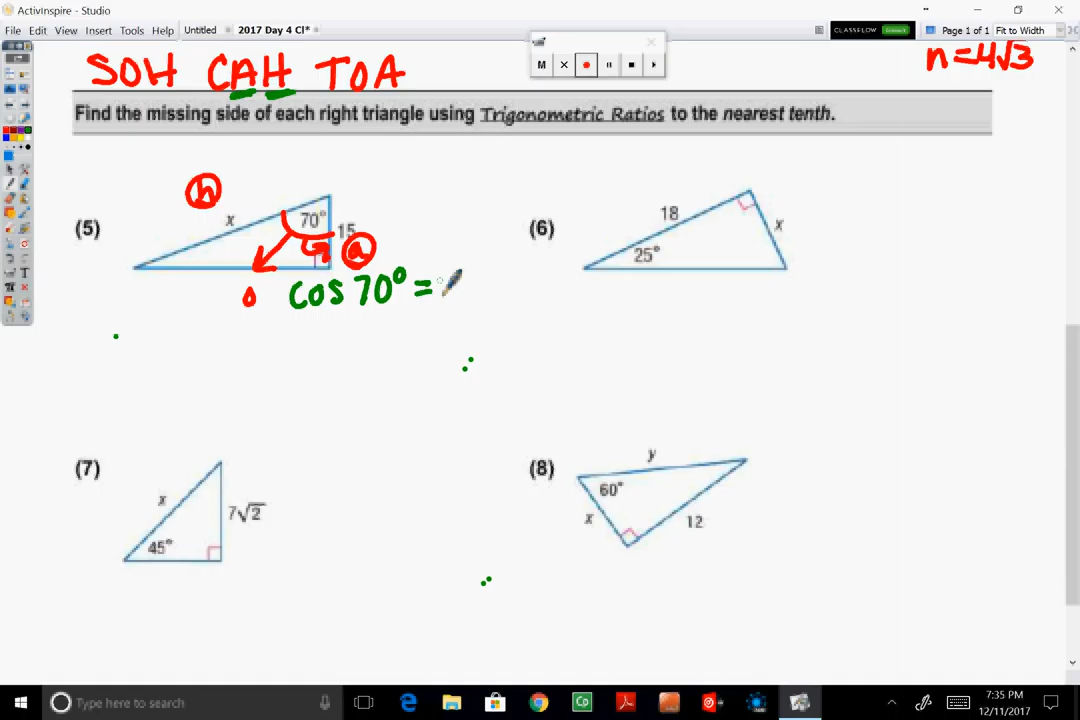 ActivInspire - Studio
File Edit View Insert Tools Help Untitled 2017 Day 4 Cl* CLASSFLOW Connect Page 1 of 1 Fit to Width
M
SOH CAH TOA
n=4√3
Find the missing side of each right triangle using Trigonometric Ratios to the nearest tenth.
(5)
h
x
70°
15
a
o
cos 70° =
(6)
18
x
25°
(7)
x
7√2
45°
(8)
y
60°
x
12
Type here to search
7:35 PM
12/11/2017